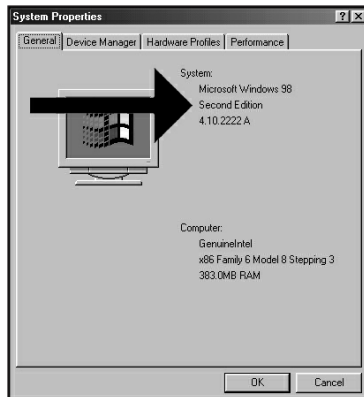 System Properties
General Device Manager Hardware Profiles Performance
System:
Microsoft Windows 98
Second Edition
4.10.2222 A
Computer:
GenuineIntel
x86 Family 6 Model 8 Stepping 3
383.0MB RAM
OK Cancel